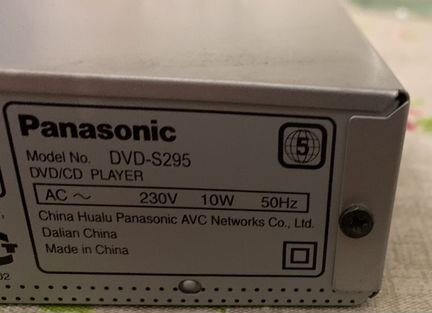 Panasonic
5
Model No. DVD-S295
DVD/CD PLAYER
AC ～ 230V 10W 50Hz
China Hualu Panasonic AVC Networks Co., Ltd.
Dalian China
Made in China
02